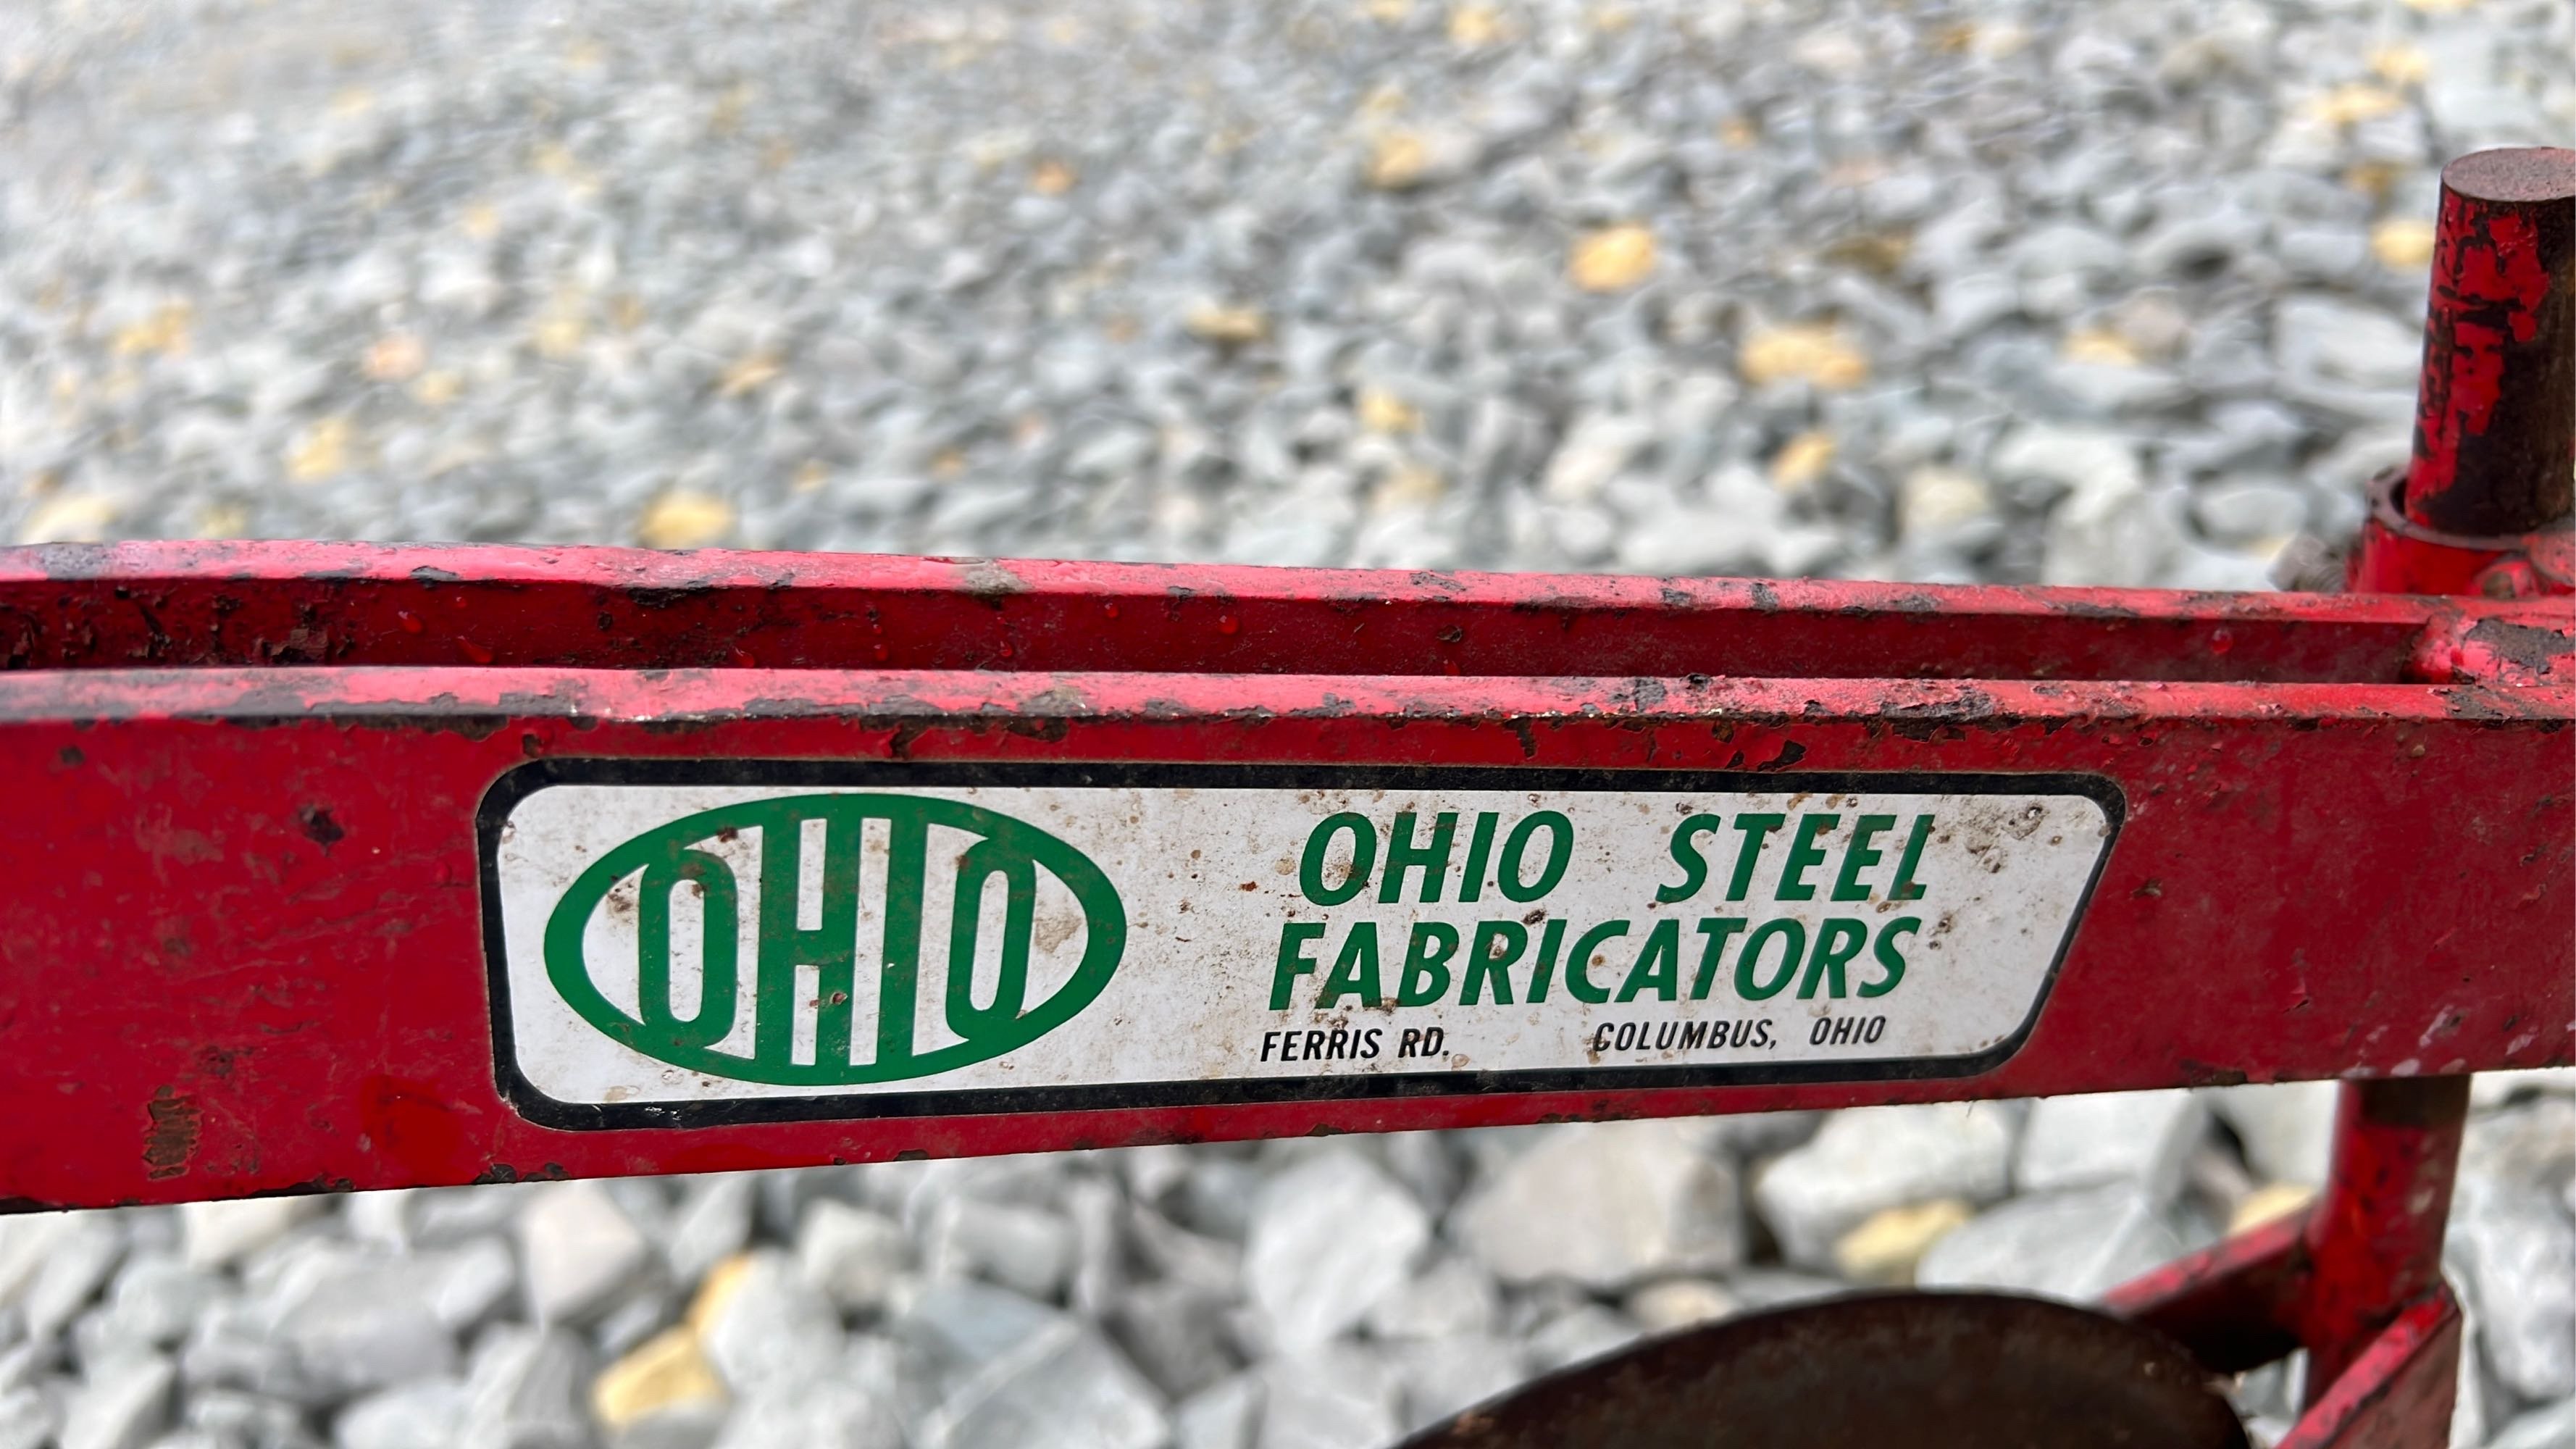 OHIO
OHIO STEEL
FABRICATORS
FERRIS RD. COLUMBUS, OHIO